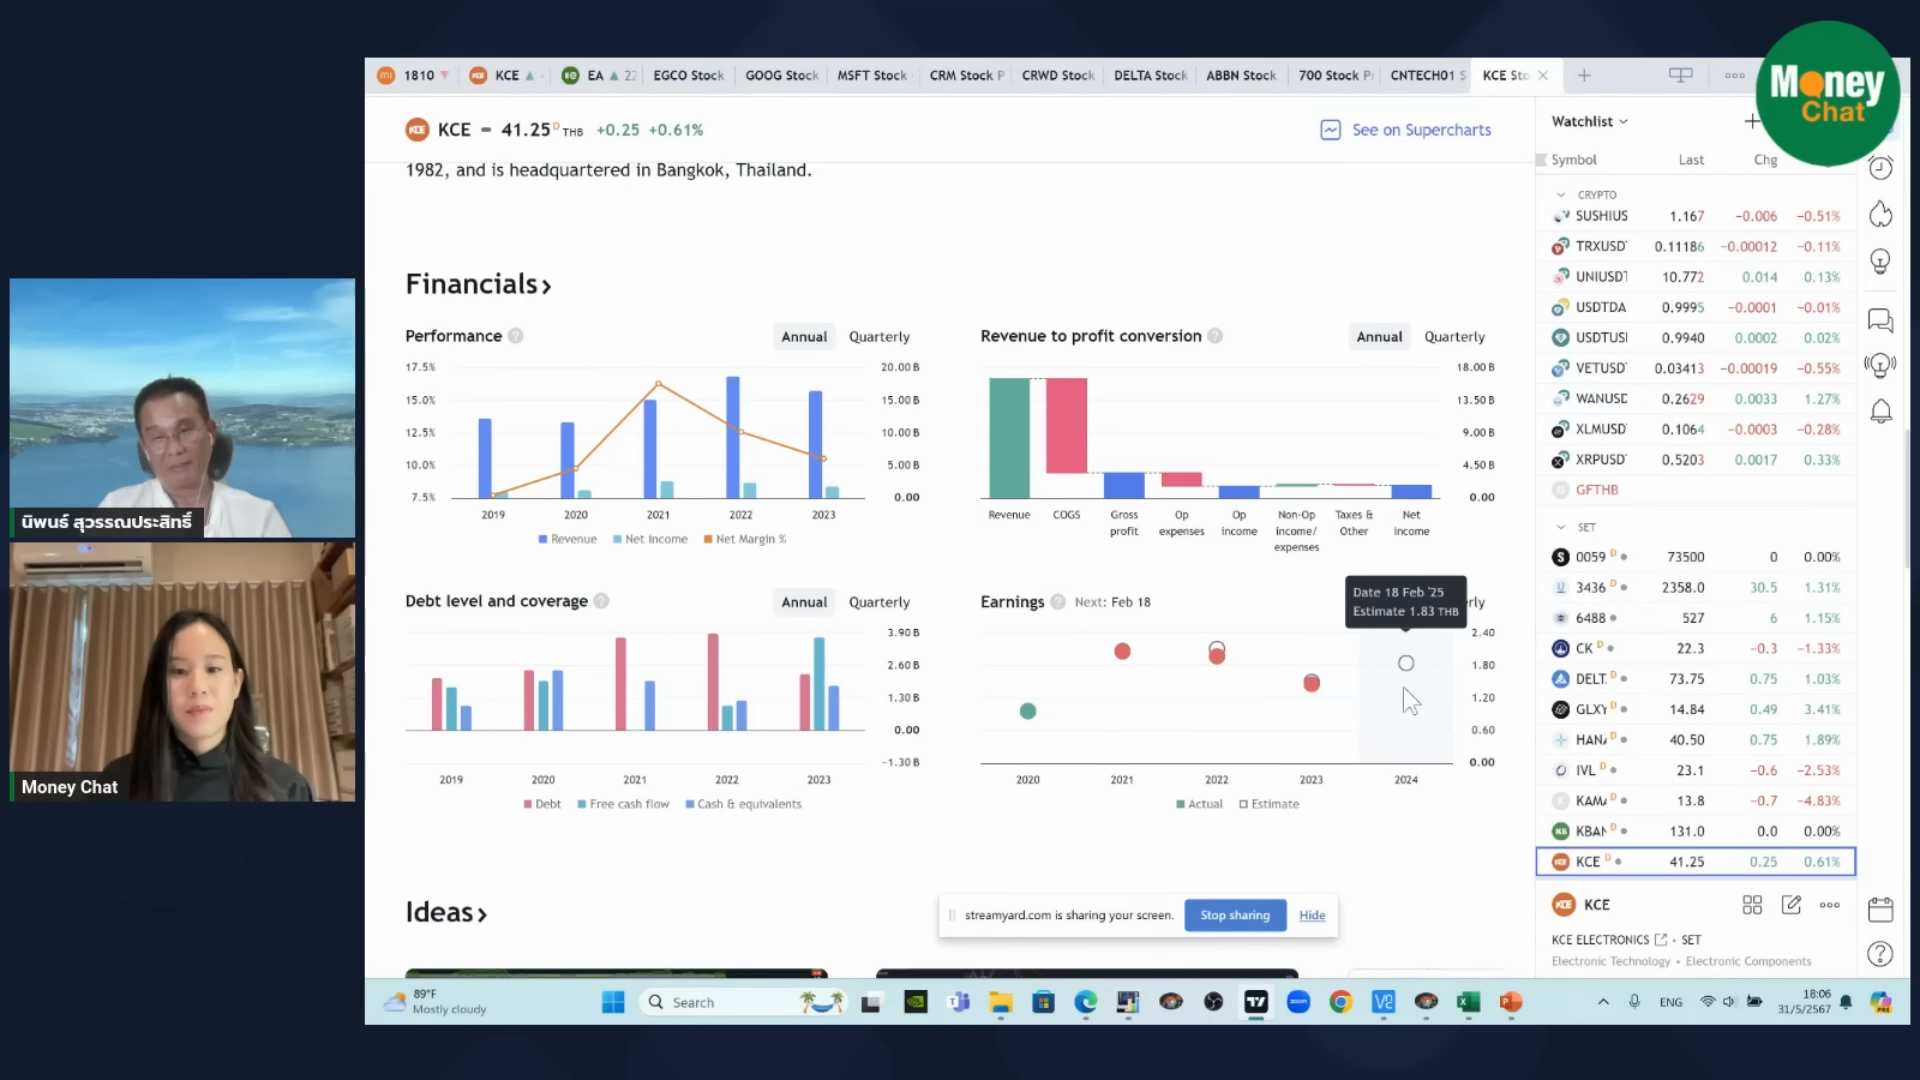 1810
KCE
EA
EGCO Stock
GOOG Stock
MSFT Stock
CRM Stock P
CRWD Stock
DELTA Stock
ABBN Stock
700 Stock
CNTECH01 S
KCE Sto
Money
Chat
KCE
41.25 D THB +0.25 +0.61%
See on Supercharts
1982, and is headquartered in Bangkok, Thailand.
Financials
Performance
Annual Quarterly
17.5% 20.00 B
15.0% 15.00 B
12.5% 10.00 B
10.0% 5.00 B
7.5% 0.00
2019 2020 2021 2022 2023
Revenue Net income Net Margin %
Revenue to profit conversion
Annual Quarterly
18.00 B
13.50 B
9.00 B
4.50 B
0.00
Revenue
COGS
Gross profit
Op expenses
Op income
Non-Op income/ expenses
Taxes & Other
Net income
Debt level and coverage
Annual Quarterly
3.90 B
2.60 B
1.30 B
0.00
−1.30 B
2019 2020 2021 2022 2023
Debt Free cash flow Cash & equivalents
Earnings
Next: Feb 18
Date 18 Feb '25
Estimate 1.83 THB
rly
2.40
1.80
1.20
0.60
0.00
2020 2021 2022 2023 2024
Actual Estimate
Ideas
streamyard.com is sharing your screen.
Stop sharing
Hide
Watchlist
Symbol Last Chg
CRYPTO
SUSHIUS 1.167 −0.006 −0.51%
TRXUSD 0.11186 −0.00012 −0.11%
UNIUSDT 10.772 0.014 0.13%
USDTDA 0.9995 −0.0001 −0.01%
USDTUSI 0.9940 0.0002 0.02%
VETUSD 0.03413 −0.00019 −0.55%
WANUSD 0.2629 0.0033 1.27%
XLMUSD 0.1064 −0.0003 −0.28%
XRPUSD 0.5203 0.0017 0.33%
GFTHB
SET
0059 D 73500 0 0.00%
3436 D 2358.0 30.5 1.31%
6488 527 6 1.15%
CK D 22.3 −0.3 −1.33%
DELT D 73.75 0.75 1.03%
GLXY D 14.84 0.49 3.41%
HANA D 40.50 0.75 1.89%
IVL D 23.1 −0.6 −2.53%
KAMA D 13.8 −0.7 −4.83%
KBAN D 131.0 0.0 0.00%
KCE D 41.25 0.25 0.61%
KCE
KCE ELECTRONICS • SET
Electronic Technology • Electronic Components
นิพนธ์ สุวรรณประสิทธิ์
Money Chat
89°F
Mostly cloudy
Search
zoom
ENG
18:06
31/5/2567